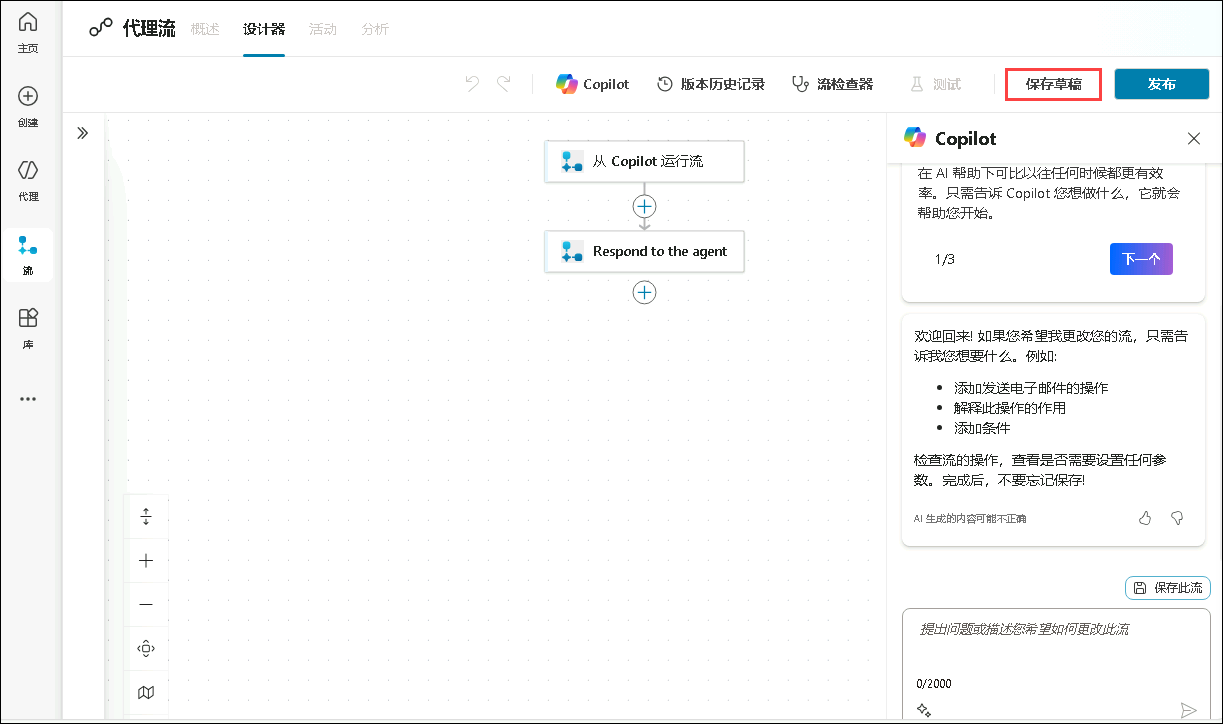 主页
创建
代理
流
库
代理流 概述 设计器 活动 分析
Copilot 版本历史记录 流检查器 测试 保存草稿 发布
从 Copilot 运行流
Respond to the agent
Copilot
在 AI 帮助下可比以往任何时候都更有效
率。只需告诉 Copilot 您想做什么，它就会
帮助您开始。
1/3 下一个
欢迎回来! 如果您希望我更改您的流，只需告
诉我您想要什么。例如:
• 添加发送电子邮件的操作
• 解释此操作的作用
• 添加条件
检查流的操作，查看是否需要设置任何参
数。完成后，不要忘记保存!
AI 生成的内容可能不正确
保存此流
提出问题或描述您希望如何更改此流
0/2000